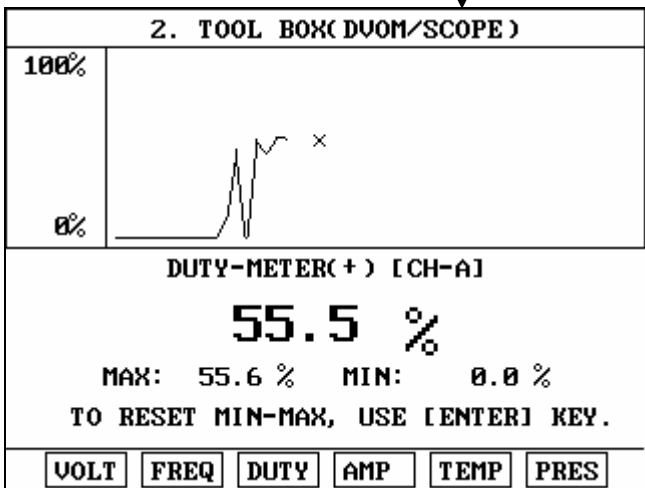 2. TOOL BOX(DVOM/SCOPE)
100%
0%
DUTY-METER(+) [CH-A]
55.5 %
MAX: 55.6 % MIN: 0.0 %
TO RESET MIN-MAX, USE [ENTER] KEY.
VOLT FREQ DUTY AMP TEMP PRES